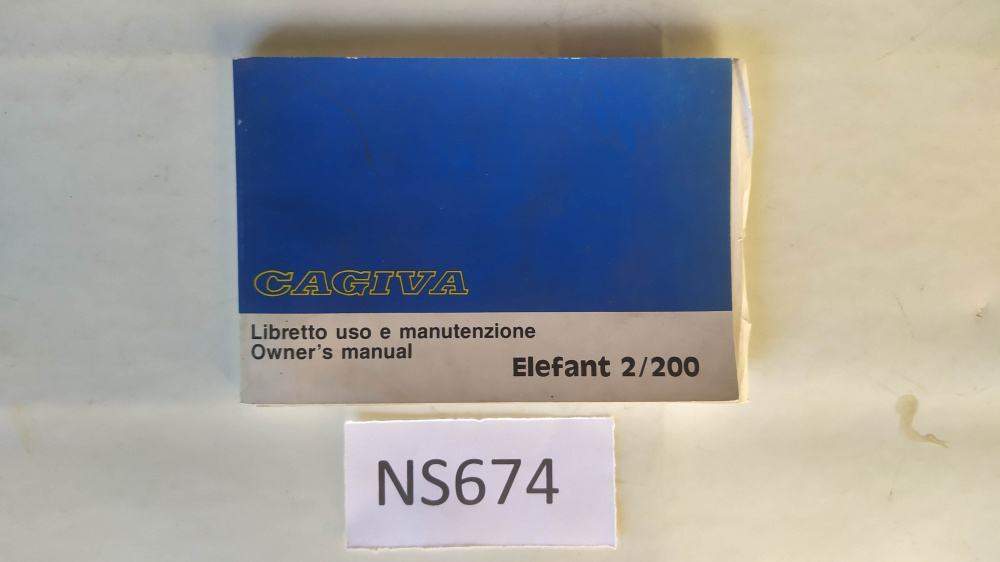 CAGIVA
Libretto uso e manutenzione
Owner's manual
Elefant 2/200
NS674